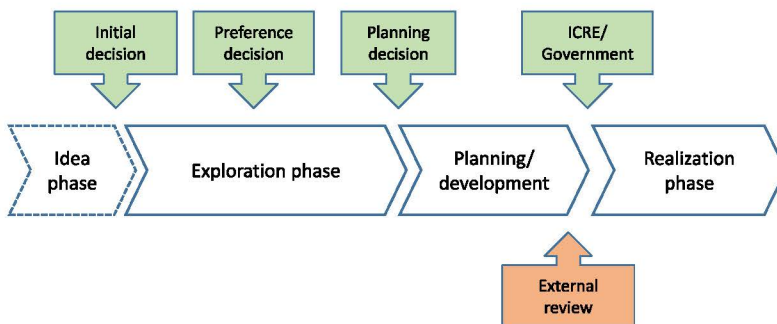 Initial
decision
Preference
decision
Planning
decision
ICRE/
Government
Idea
phase
Exploration phase
Planning/
development
Realization
phase
External
review